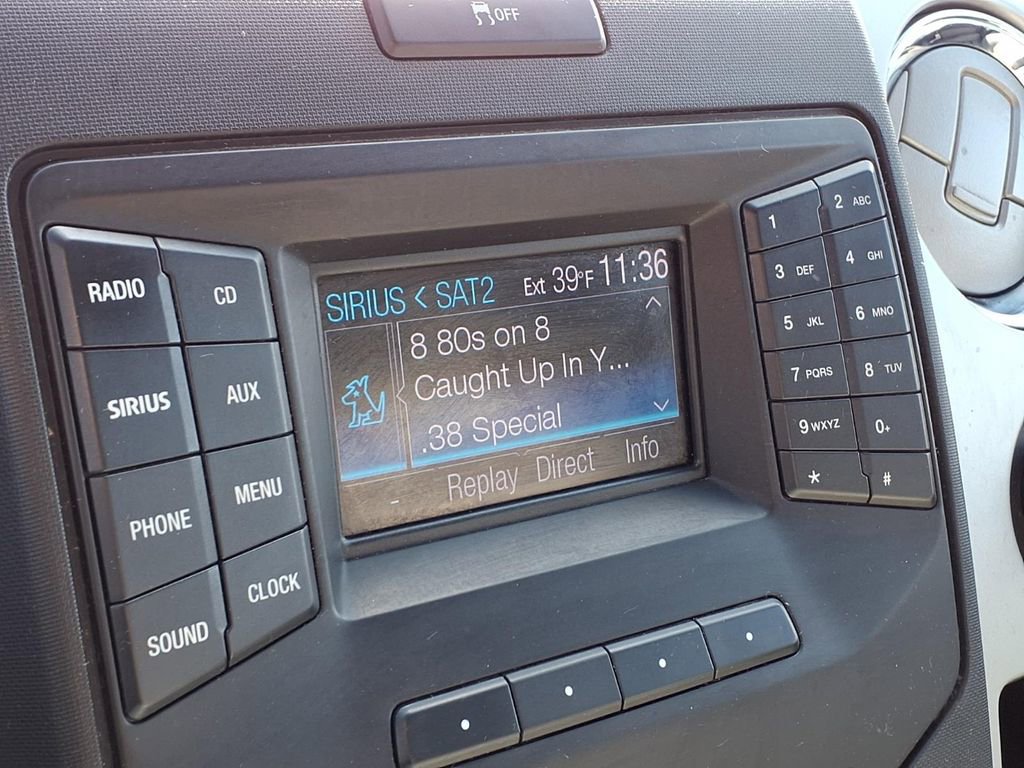 OFF
RADIO
CD
SIRIUS
AUX
PHONE
MENU
SOUND
CLOCK
SIRIUS < SAT2
Ext 39°F 11:36
8 80s on 8
Caught Up In Y...
.38 Special
Replay Direct Info
1
2 ABC
3 DEF
4 GHI
5 JKL
6 MNO
7 PQRS
8 TUV
9 WXYZ
0+
*
#